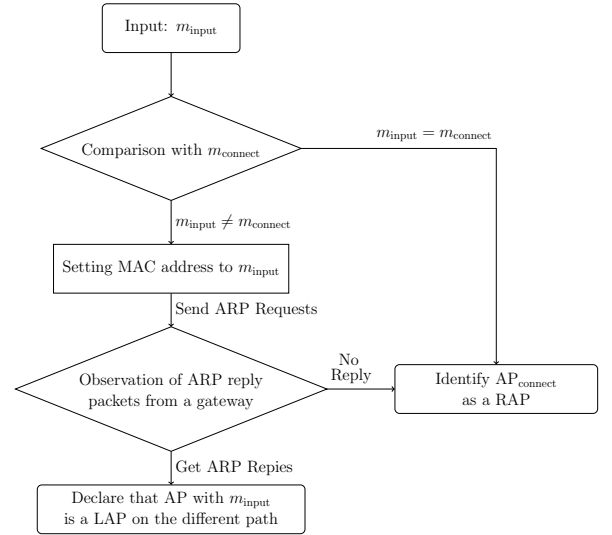 Input: m_input
Comparison with m_connect
m_input = m_connect
m_input ≠ m_connect
Setting MAC address to m_input
Send ARP Requests
Observation of ARP reply
packets from a gateway
No
Reply
Identify AP_connect
as a RAP
Get ARP Repies
Declare that AP with m_input
is a LAP on the different path